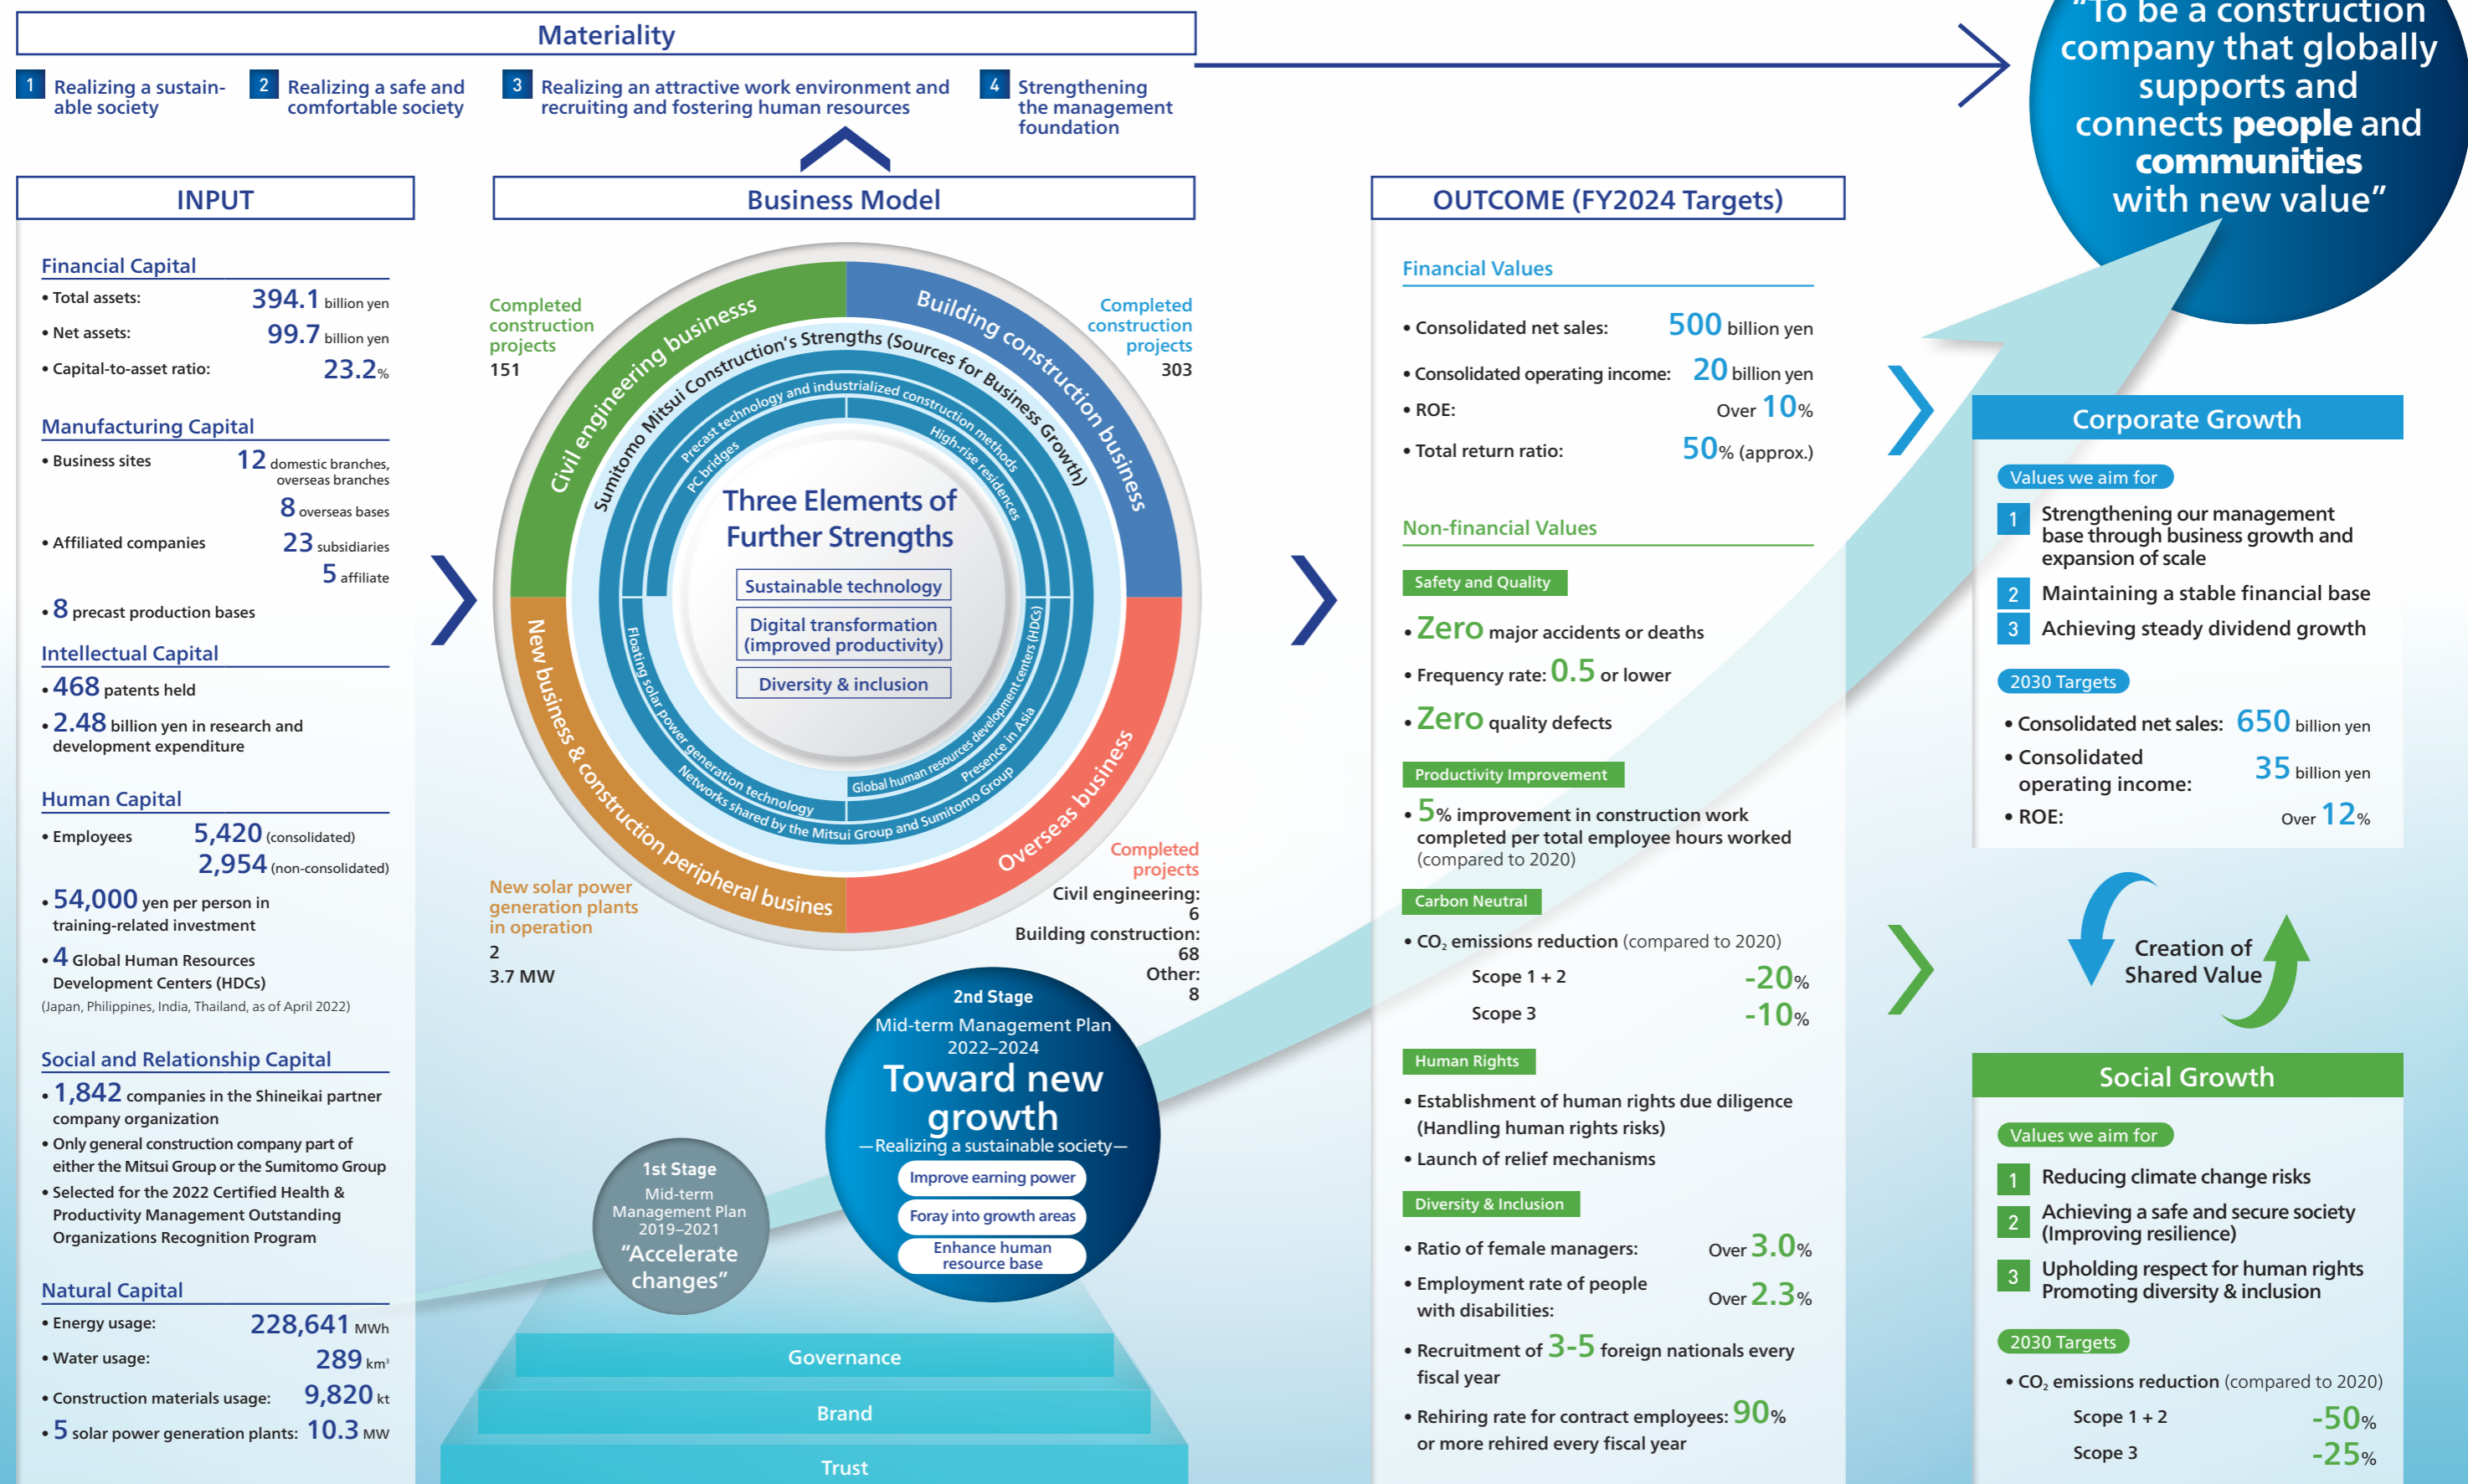 Materiality
1 Realizing a sustain-
able society
2 Realizing a safe and
comfortable society
3 Realizing an attractive work environment and
recruiting and fostering human resources
4 Strengthening
the management
foundation
“To be a construction
company that globally
supports and
connects people and
communities
with new value”
INPUT
Financial Capital
• Total assets: 394.1 billion yen
• Net assets: 99.7 billion yen
• Capital-to-asset ratio: 23.2%
Manufacturing Capital
• Business sites 12 domestic branches,
overseas branches
8 overseas bases
• Affiliated companies 23 subsidiaries
5 affiliate
• 8 precast production bases
Intellectual Capital
• 468 patents held
• 2.48 billion yen in research and
development expenditure
Human Capital
• Employees 5,420 (consolidated)
2,954 (non-consolidated)
• 54,000 yen per person in
training-related investment
• 4 Global Human Resources
Development Centers (HDCs)
(Japan, Philippines, India, Thailand, as of April 2022)
Social and Relationship Capital
• 1,842 companies in the Shineikai partner
company organization
• Only general construction company part of
either the Mitsui Group or the Sumitomo Group
• Selected for the 2022 Certified Health &
Productivity Management Outstanding
Organizations Recognition Program
Natural Capital
• Energy usage: 228,641 MWh
• Water usage: 289 km³
• Construction materials usage: 9,820 kt
• 5 solar power generation plants: 10.3 MW
Business Model
Completed
construction
projects
151
Completed
construction
projects
303
Civil engineering businesss
Building construction business
Sumitomo Mitsui Construction’s Strengths (Sources for Business Growth)
Precast technology and industrialized construction methods
PC bridges
High-rise residences
Three Elements of
Further Strengths
Sustainable technology
Digital transformation
(improved productivity)
Diversity & inclusion
Floating solar power generation technology
Global human resources development centers (HDCs)
Presence in Asia
Networks shared by the Mitsui Group and Sumitomo Group
New business & construction peripheral busines
Overseas business
New solar power
generation plants
in operation
2
3.7 MW
Completed
projects
Civil engineering:
6
Building construction:
68
Other:
8
1st Stage
Mid-term
Management Plan
2019–2021
“Accelerate
changes”
2nd Stage
Mid-term Management Plan
2022–2024
Toward new
growth
—Realizing a sustainable society—
Improve earning power
Foray into growth areas
Enhance human
resource base
Governance
Brand
Trust
OUTCOME (FY2024 Targets)
Financial Values
• Consolidated net sales: 500 billion yen
• Consolidated operating income: 20 billion yen
• ROE: Over 10%
• Total return ratio: 50% (approx.)
Non-financial Values
Safety and Quality
• Zero major accidents or deaths
• Frequency rate: 0.5 or lower
• Zero quality defects
Productivity Improvement
• 5% improvement in construction work
completed per total employee hours worked
(compared to 2020)
Carbon Neutral
• CO₂ emissions reduction (compared to 2020)
Scope 1 + 2 -20%
Scope 3 -10%
Human Rights
• Establishment of human rights due diligence
(Handling human rights risks)
• Launch of relief mechanisms
Diversity & Inclusion
• Ratio of female managers: Over 3.0%
• Employment rate of people
with disabilities: Over 2.3%
• Recruitment of 3-5 foreign nationals every
fiscal year
• Rehiring rate for contract employees: 90%
or more rehired every fiscal year
Corporate Growth
Values we aim for
1 Strengthening our management
base through business growth and
expansion of scale
2 Maintaining a stable financial base
3 Achieving steady dividend growth
2030 Targets
• Consolidated net sales: 650 billion yen
• Consolidated
operating income: 35 billion yen
• ROE: Over 12%
Creation of
Shared Value
Social Growth
Values we aim for
1 Reducing climate change risks
2 Achieving a safe and secure society
(Improving resilience)
3 Upholding respect for human rights
Promoting diversity & inclusion
2030 Targets
• CO₂ emissions reduction (compared to 2020)
Scope 1 + 2 -50%
Scope 3 -25%